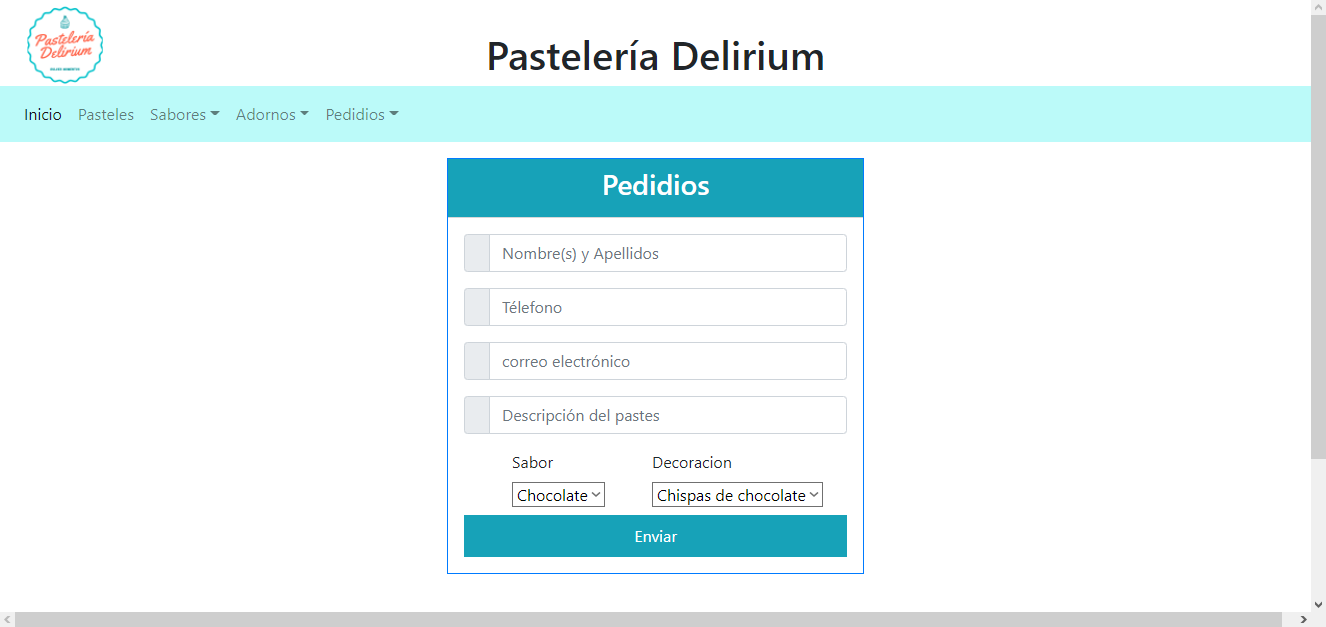 Pastelería
Delirium
Pastelería Delirium
Inicio Pasteles Sabores Adornos Pedidios
Pedidios
Nombre(s) y Apellidos
Télefono
correo electrónico
Descripción del pastes
Sabor Decoracion
Chocolate Chispas de chocolate
Enviar